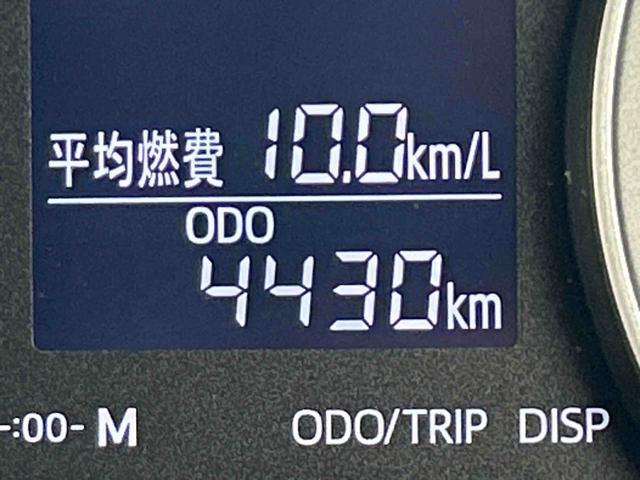 平均燃費 10.0km/L
ODO
4430km
-:00- M ODO/TRIP DISP